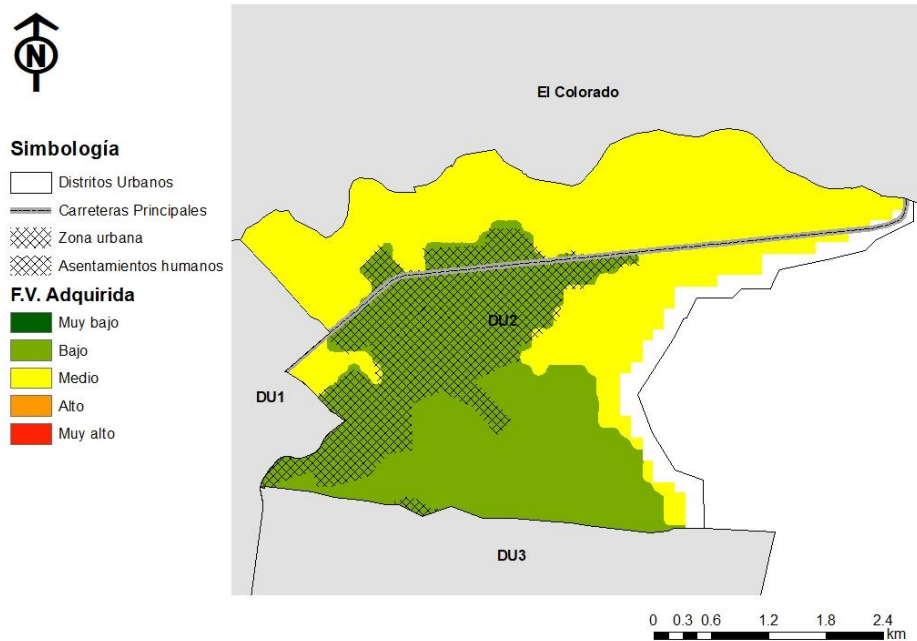 N
El Colorado
Simbología
Distritos Urbanos
Carreteras Principales
Zona urbana
Asentamientos humanos
F.V. Adquirida
Muy bajo
Bajo
Medio
Alto
Muy alto
DU2
DU1
DU3
0 0.3 0.6 1.2 1.8 2.4
km